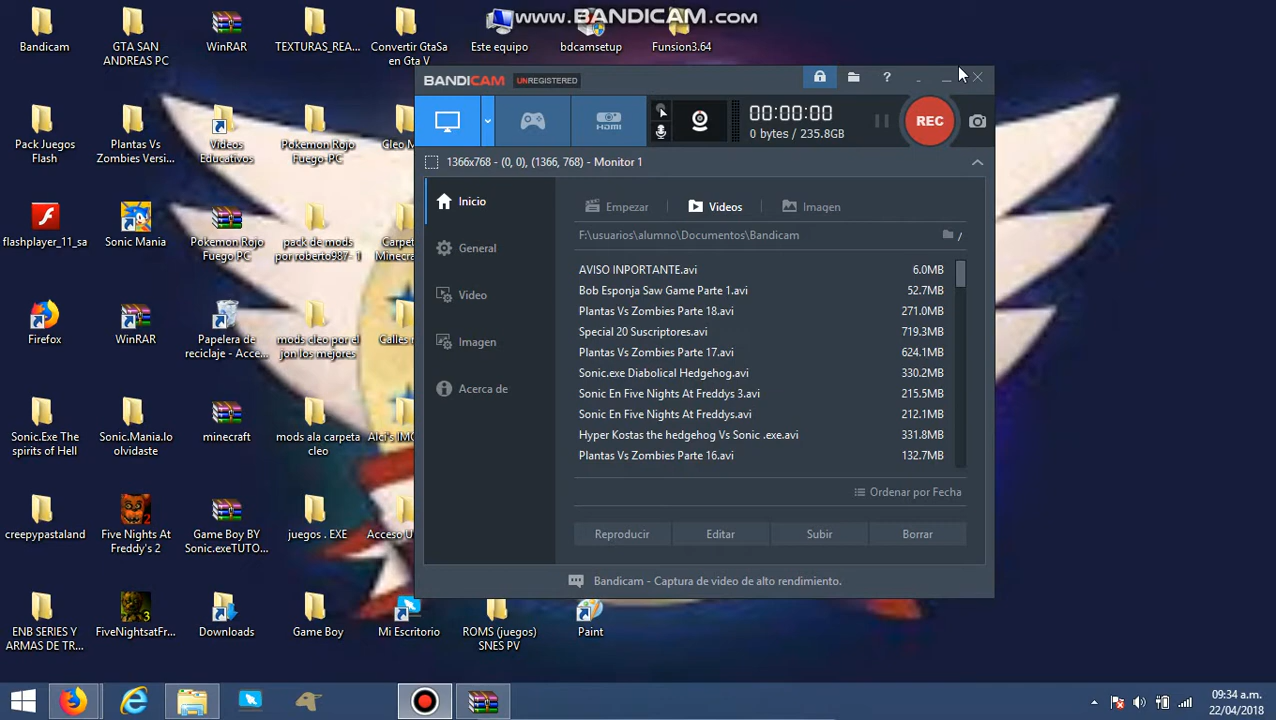 www.BANDICAM.com
Bandicam
GTA SAN
ANDREAS PC
WinRAR
TEXTURAS_REA...
Convertir GtaSa
en Gta V
Este equipo
bdcamsetup
Funsion3.64
Pack Juegos
Flash
Plantas Vs
Zombies Versi...
Videos
Educativos
Pokemon Rojo
Fuego-PC
Cleo M
flashplayer_11_sa
Sonic Mania
Pokemon Rojo
Fuego PC
pack de mods
por roberto987- 1
Carpet
Minecra
Firefox
WinRAR
Papelera de
reciclaje - Acce...
mods cleo por el
jon los mejores
Calles
Sonic.Exe The
spirits of Hell
Sonic.Mania.lo
olvidaste
minecraft
mods ala carpeta
cleo
Alci's IMG
creepypastaland
Five Nights At
Freddy's 2
Game Boy BY
Sonic.exeTUTO...
juegos . EXE
Acceso U
ENB SERIES Y
ARMAS DE TR...
FiveNightsatFr...
Downloads
Game Boy
Mi Escritorio
ROMS (juegos)
SNES PV
Paint
BANDICAM UNREGISTERED
?
HDMI
00:00:00
0 bytes / 235.8GB
REC
1366x768 - (0, 0), (1366, 768) - Monitor 1
Inicio
General
Video
Imagen
Acerca de
Empezar
Videos
Imagen
F:\usuarios\alumno\Documentos\Bandicam
/
AVISO INPORTANTE.avi 6.0MB
Bob Esponja Saw Game Parte 1.avi 52.7MB
Plantas Vs Zombies Parte 18.avi 271.0MB
Special 20 Suscriptores.avi 719.3MB
Plantas Vs Zombies Parte 17.avi 624.1MB
Sonic.exe Diabolical Hedgehog.avi 330.2MB
Sonic En Five Nights At Freddys 3.avi 215.5MB
Sonic En Five Nights At Freddys.avi 212.1MB
Hyper Kostas the hedgehog Vs Sonic .exe.avi 331.8MB
Plantas Vs Zombies Parte 16.avi 132.7MB
Ordenar por Fecha
Reproducir
Editar
Subir
Borrar
Bandicam - Captura de video de alto rendimiento.
09:34 a.m.
22/04/2018